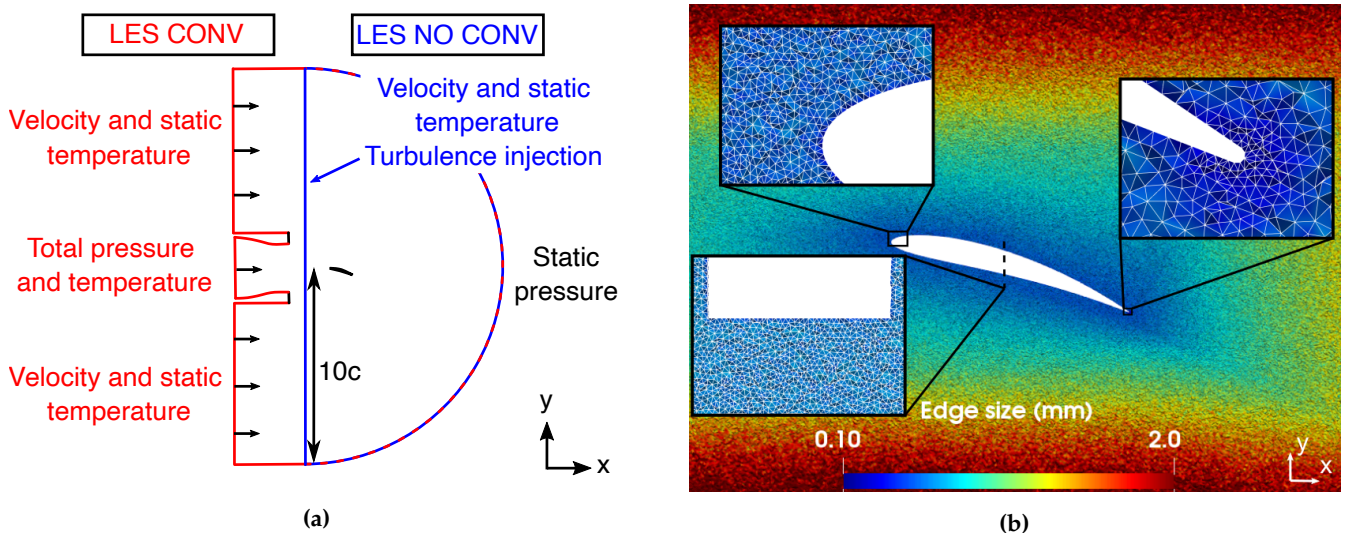 LES CONV
LES NO CONV
Velocity and static
temperature
Velocity and static
temperature
Turbulence injection
Total pressure
and temperature
Static
pressure
Velocity and static
temperature
10c
y
x
(a)
Edge size (mm)
0.10
2.0
y
x
(b)